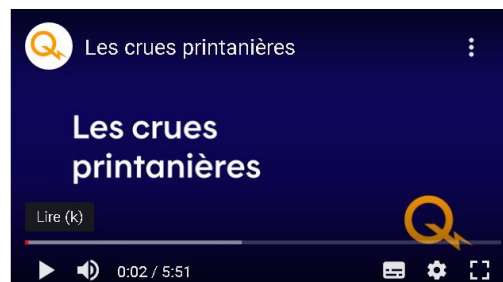 Les crues printanières
Les crues
printanières
Lire (k)
0:02 / 5:51